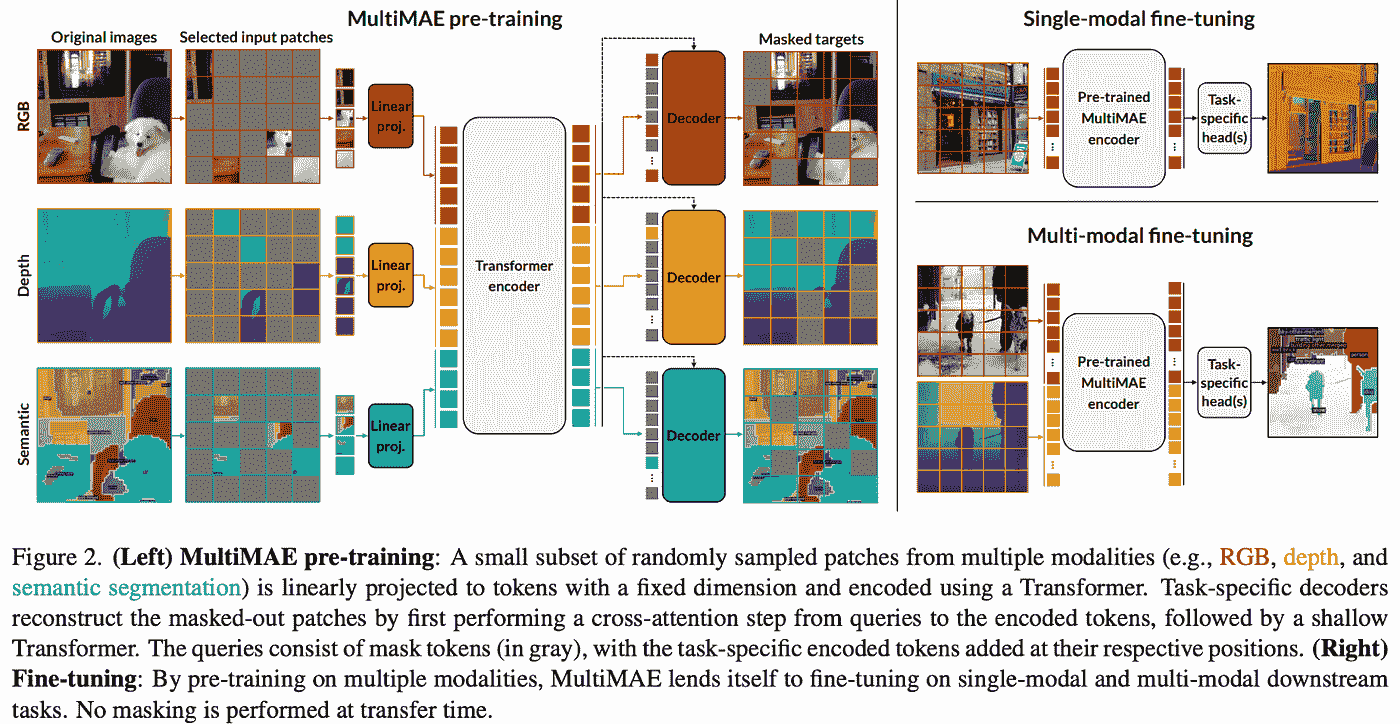 MultiMAE pre-training
Original images
Selected input patches
Masked targets
RGB
Linear proj.
Decoder
Depth
Linear proj.
Transformer encoder
Decoder
Semantic
Linear proj.
Decoder
Single-modal fine-tuning
Pre-trained MultiMAE encoder
Task-specific head(s)
Multi-modal fine-tuning
Pre-trained MultiMAE encoder
Task-specific head(s)
person
Figure 2. (Left) MultiMAE pre-training: A small subset of randomly sampled patches from multiple modalities (e.g., RGB, depth, and
semantic segmentation) is linearly projected to tokens with a fixed dimension and encoded using a Transformer. Task-specific decoders
reconstruct the masked-out patches by first performing a cross-attention step from queries to the encoded tokens, followed by a shallow
Transformer. The queries consist of mask tokens (in gray), with the task-specific encoded tokens added at their respective positions. (Right)
Fine-tuning: By pre-training on multiple modalities, MultiMAE lends itself to fine-tuning on single-modal and multi-modal downstream
tasks. No masking is performed at transfer time.